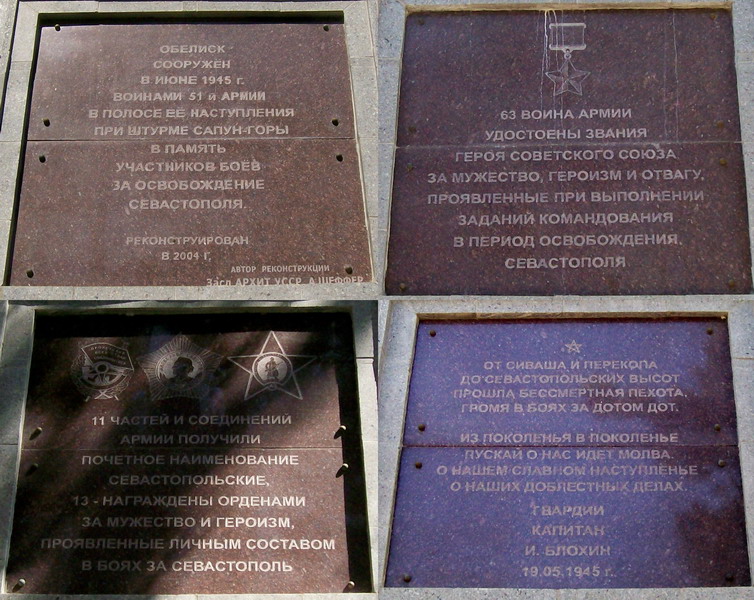 ОБЕЛИСК
СООРУЖЕН
В ИЮНЕ 1945 г.
ВОИНАМИ 51 й АРМИИ
В ПОЛОСЕ ЕЁ НАСТУПЛЕНИЯ
ПРИ ШТУРМЕ САПУН-ГОРЫ
В ПАМЯТЬ
УЧАСТНИКОВ БОЕВ
ЗА ОСВОБОЖДЕНИЕ
СЕВАСТОПОЛЯ.
РЕКОНСТРУИРОВАН
В 2004 г.
АВТОР РЕКОНСТРУКЦИИ
Засл.АРХИТ.УССР А.ШЕФФЕР
63 ВОИНА АРМИИ
УДОСТОЕНЫ ЗВАНИЯ
ГЕРОЯ СОВЕТСКОГО СОЮЗА
ЗА МУЖЕСТВО, ГЕРОИЗМ И ОТВАГУ,
ПРОЯВЛЕННЫЕ ПРИ ВЫПОЛНЕНИИ
ЗАДАНИЙ КОМАНДОВАНИЯ
В ПЕРИОД ОСВОБОЖДЕНИЯ
СЕВАСТОПОЛЯ
11 ЧАСТЕЙ И СОЕДИНЕНИЙ
АРМИИ ПОЛУЧИЛИ
ПОЧЕТНОЕ НАИМЕНОВАНИЕ
СЕВАСТОПОЛЬСКИЕ,
13 - НАГРАЖДЕНЫ ОРДЕНАМИ
ЗА МУЖЕСТВО И ГЕРОИЗМ,
ПРОЯВЛЕННЫЕ ЛИЧНЫМ СОСТАВОМ
В БОЯХ ЗА СЕВАСТОПОЛЬ
ОТ СИВАША И ПЕРЕКОПА
ДО СЕВАСТОПОЛЬСКИХ ВЫСОТ
ПРОШЛА БЕССМЕРТНАЯ ПЕХОТА,
ГРОМЯ В БОЯХ ЗА ДОТОМ ДОТ.
ИЗ ПОКОЛЕНЬЯ В ПОКОЛЕНЬЕ
ПУСКАЙ О НАС ИДЕТ МОЛВА.
О НАШЕМ СЛАВНОМ НАСТУПЛЕНЬЕ
О НАШИХ ДОБЛЕСТНЫХ ДЕЛАХ.
ГВАРДИИ
КАПИТАН
И. БЛОХИН
19.05.1945 г.